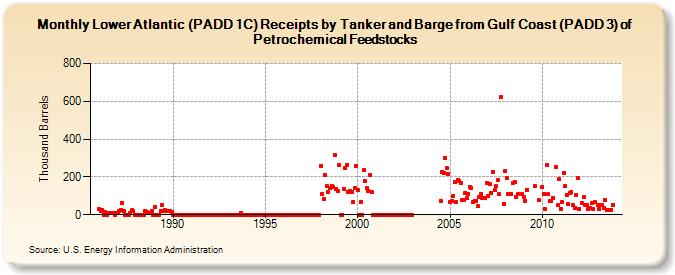 Monthly Lower Atlantic (PADD 1C) Receipts by Tanker and Barge from Gulf Coast (PADD 3) of
Petrochemical Feedstocks
Thousand Barrels
800
600
400
200
0
1990
1995
2000
2005
2010
Source: U.S. Energy Information Administration